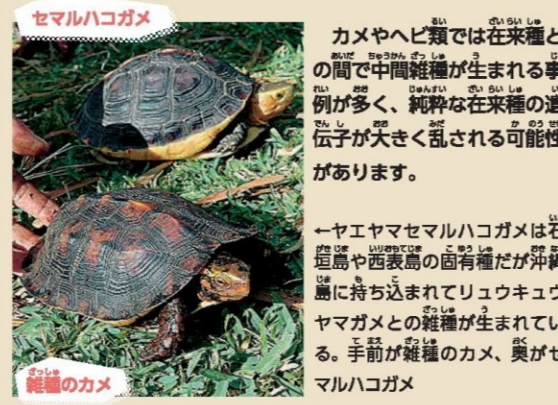 セマルハコガメ
カメやヘビ類では在来種と
の間で中間雑種が生まれる事
例が多く、純粋な在来種の遺
伝子が大きく乱される可能性
があります。
←ヤエヤマセマルハコガメは石
垣島や西表島の固有種だが沖縄
島に持ち込まれてリュウキュウ
ヤマガメとの雑種が生まれてい
る。手前が雑種のカメ、奥がセ
マルハコガメ
雑種のカメ